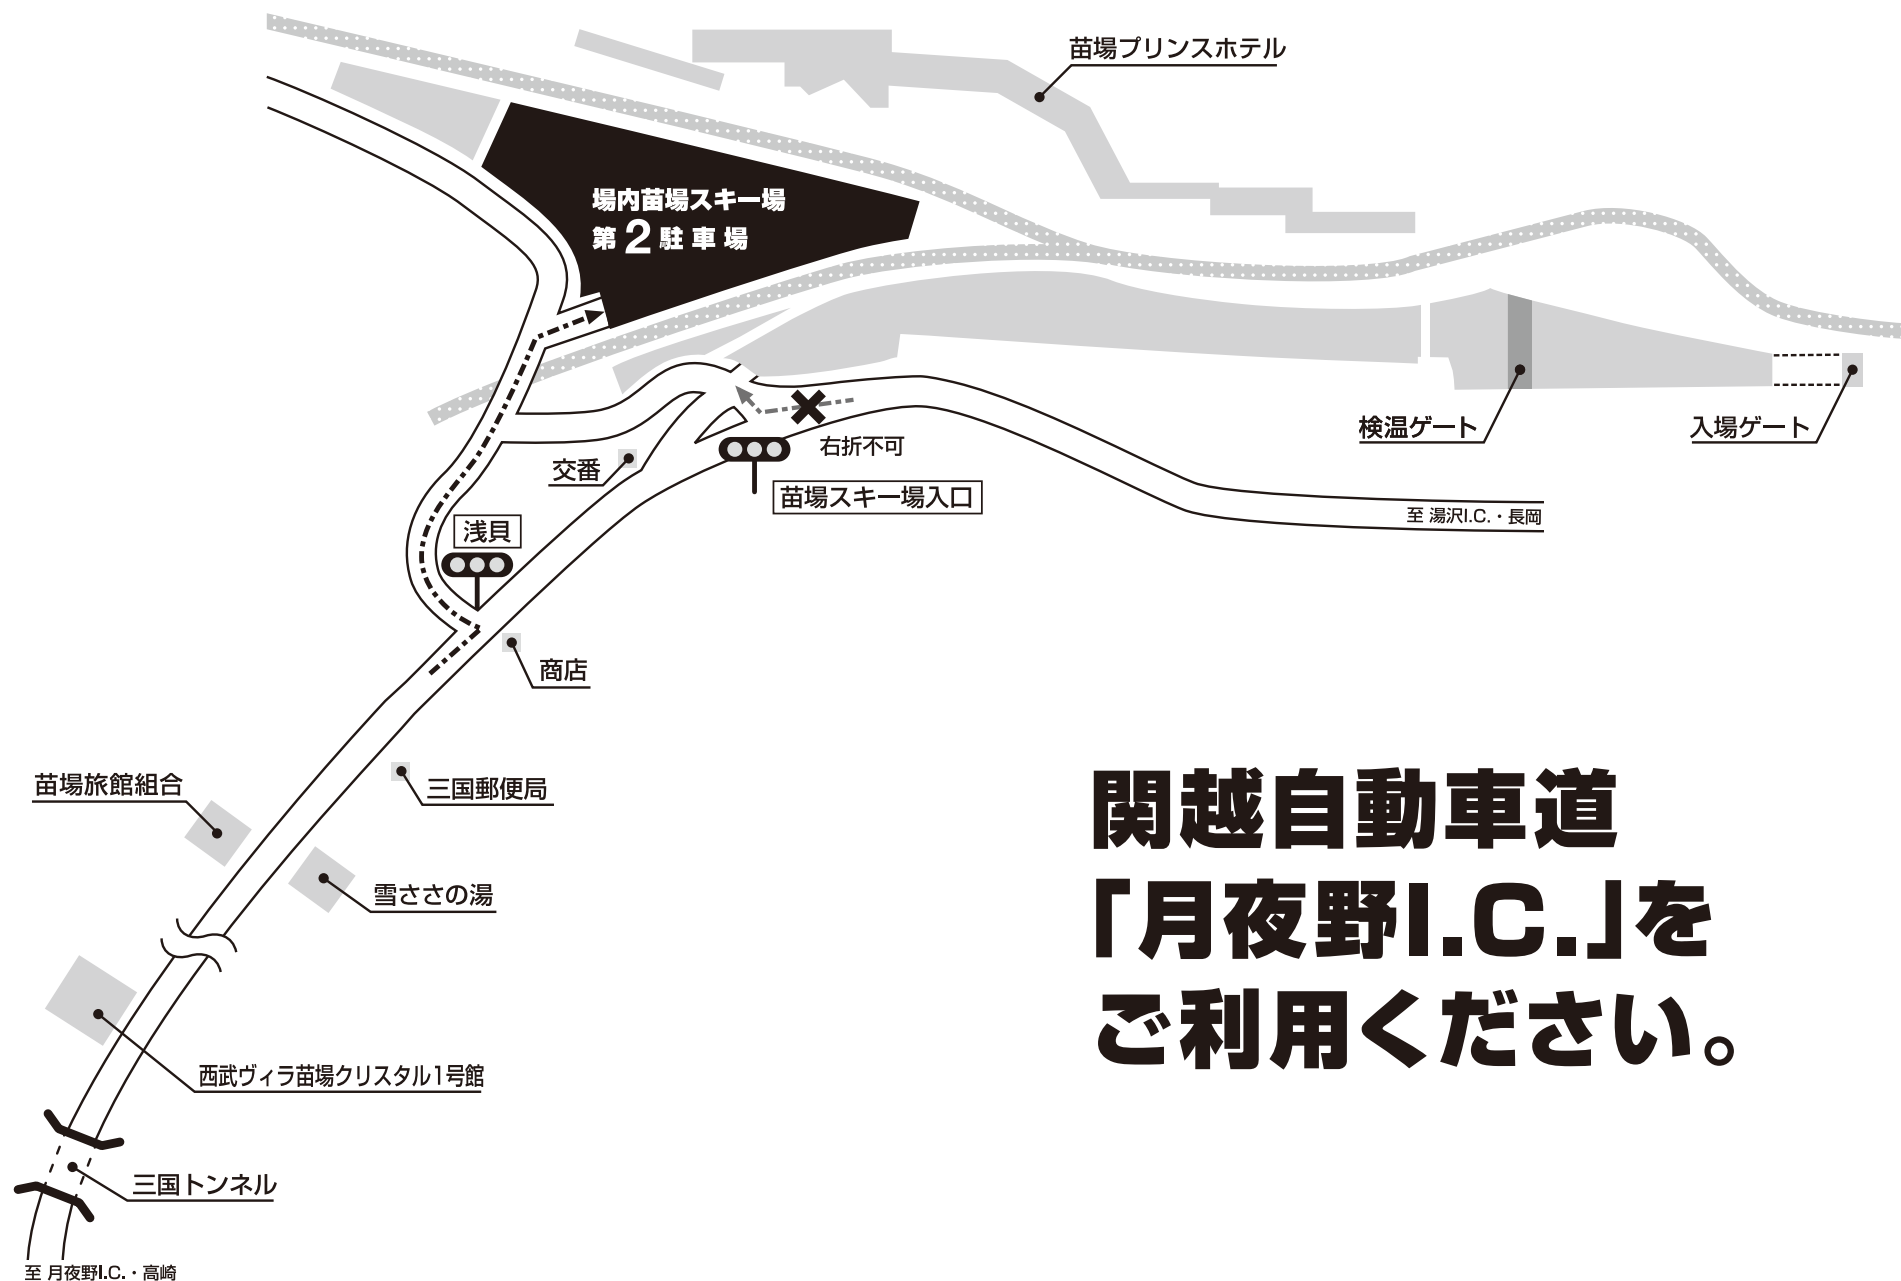 苗場プリンスホテル
場内苗場スキー場
第2駐車場
検温ゲート
入場ゲート
右折不可
交番
苗場スキー場入口
至 湯沢I.C.・長岡
浅貝
商店
苗場旅館組合
三国郵便局
雪ささの湯
関越自動車道
「月夜野I.C.」を
ご利用ください。
西武ヴィラ苗場クリスタル1号館
三国トンネル
至 月夜野I.C.・高崎